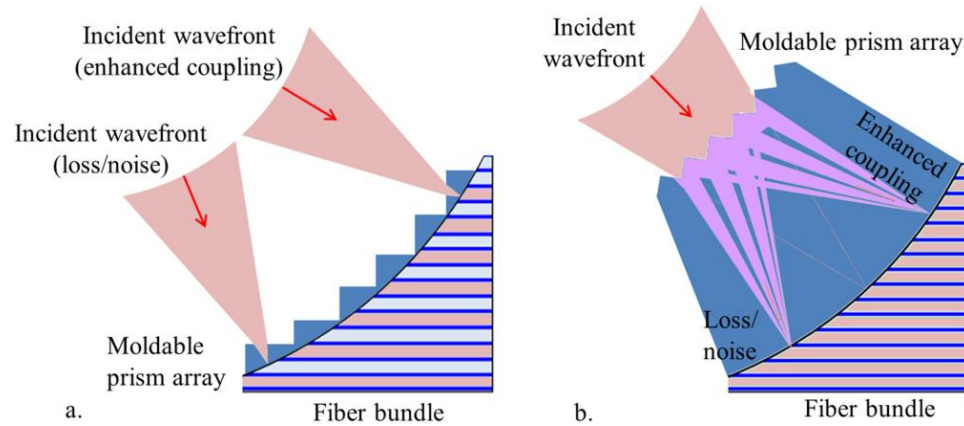 Incident wavefront
(enhanced coupling)
Incident wavefront
(loss/noise)
Moldable
prism array
Fiber bundle
a.
Incident
wavefront
Moldable prism array
Enhanced
coupling
Loss/
noise
Fiber bundle
b.